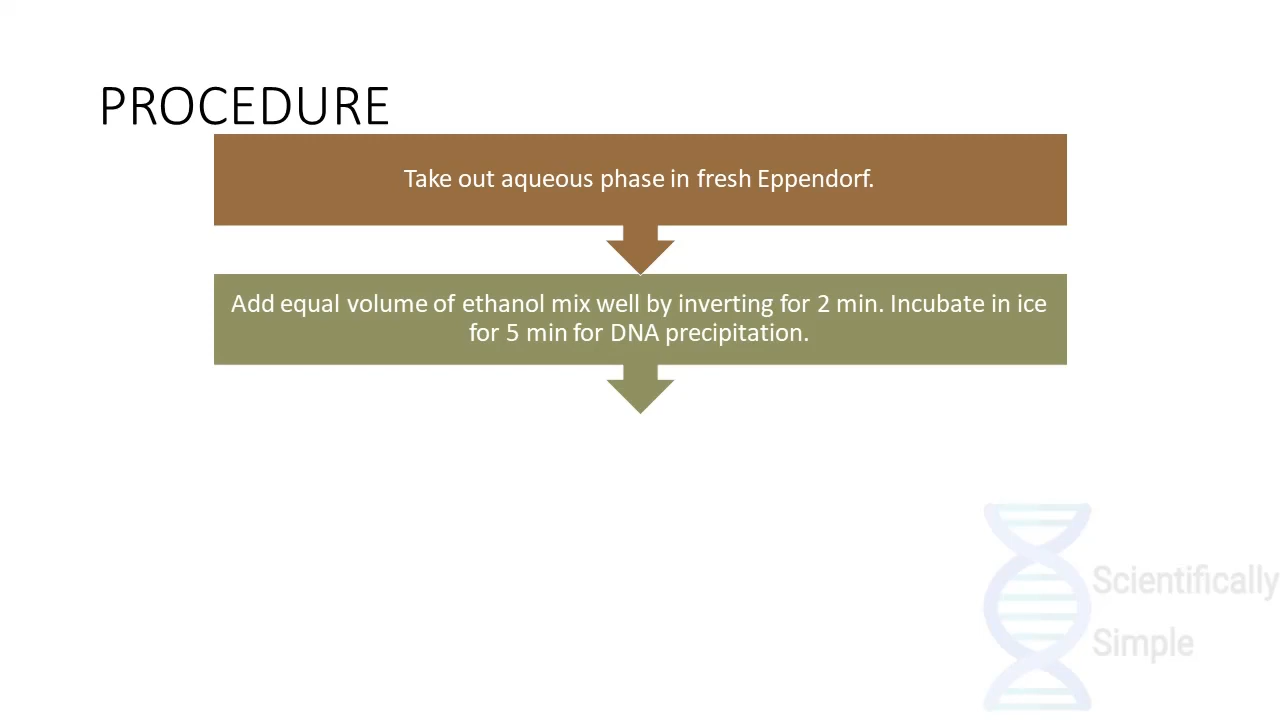 PROCEDURE
Take out aqueous phase in fresh Eppendorf.
Add equal volume of ethanol mix well by inverting for 2 min. Incubate in ice
for 5 min for DNA precipitation.
Scientifically
Simple